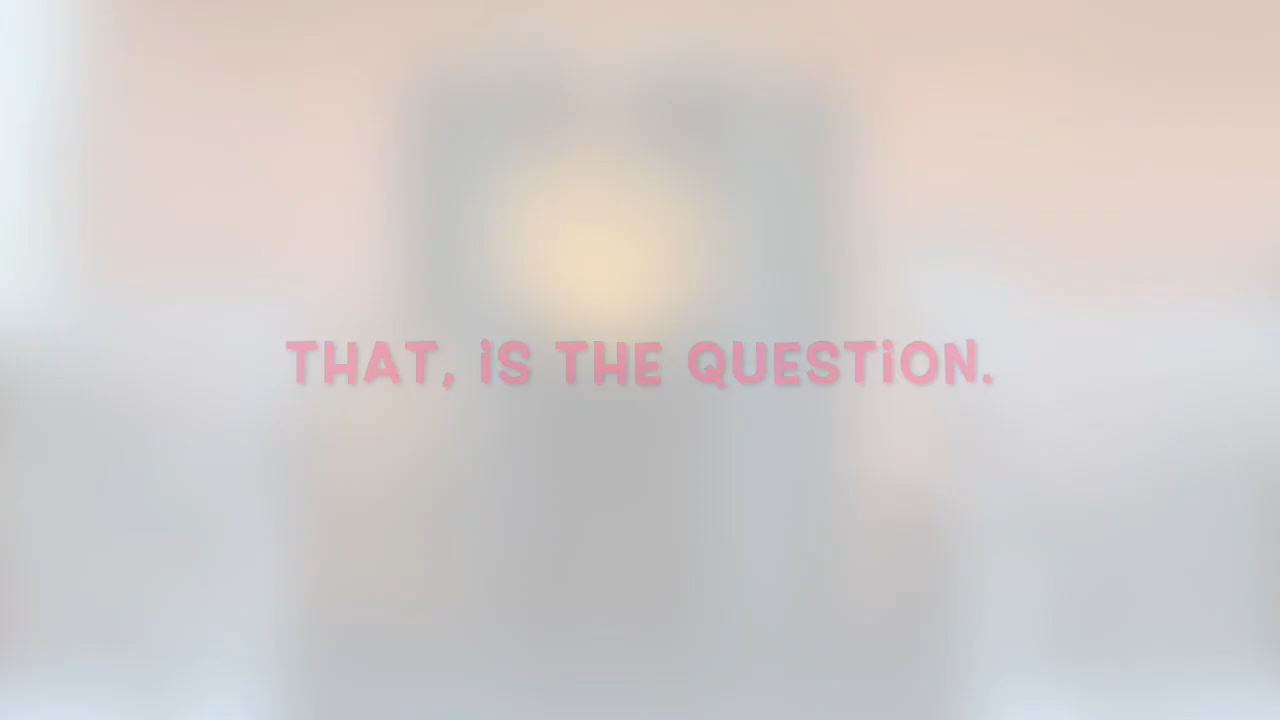 THAT, iS THE QUESTiON.